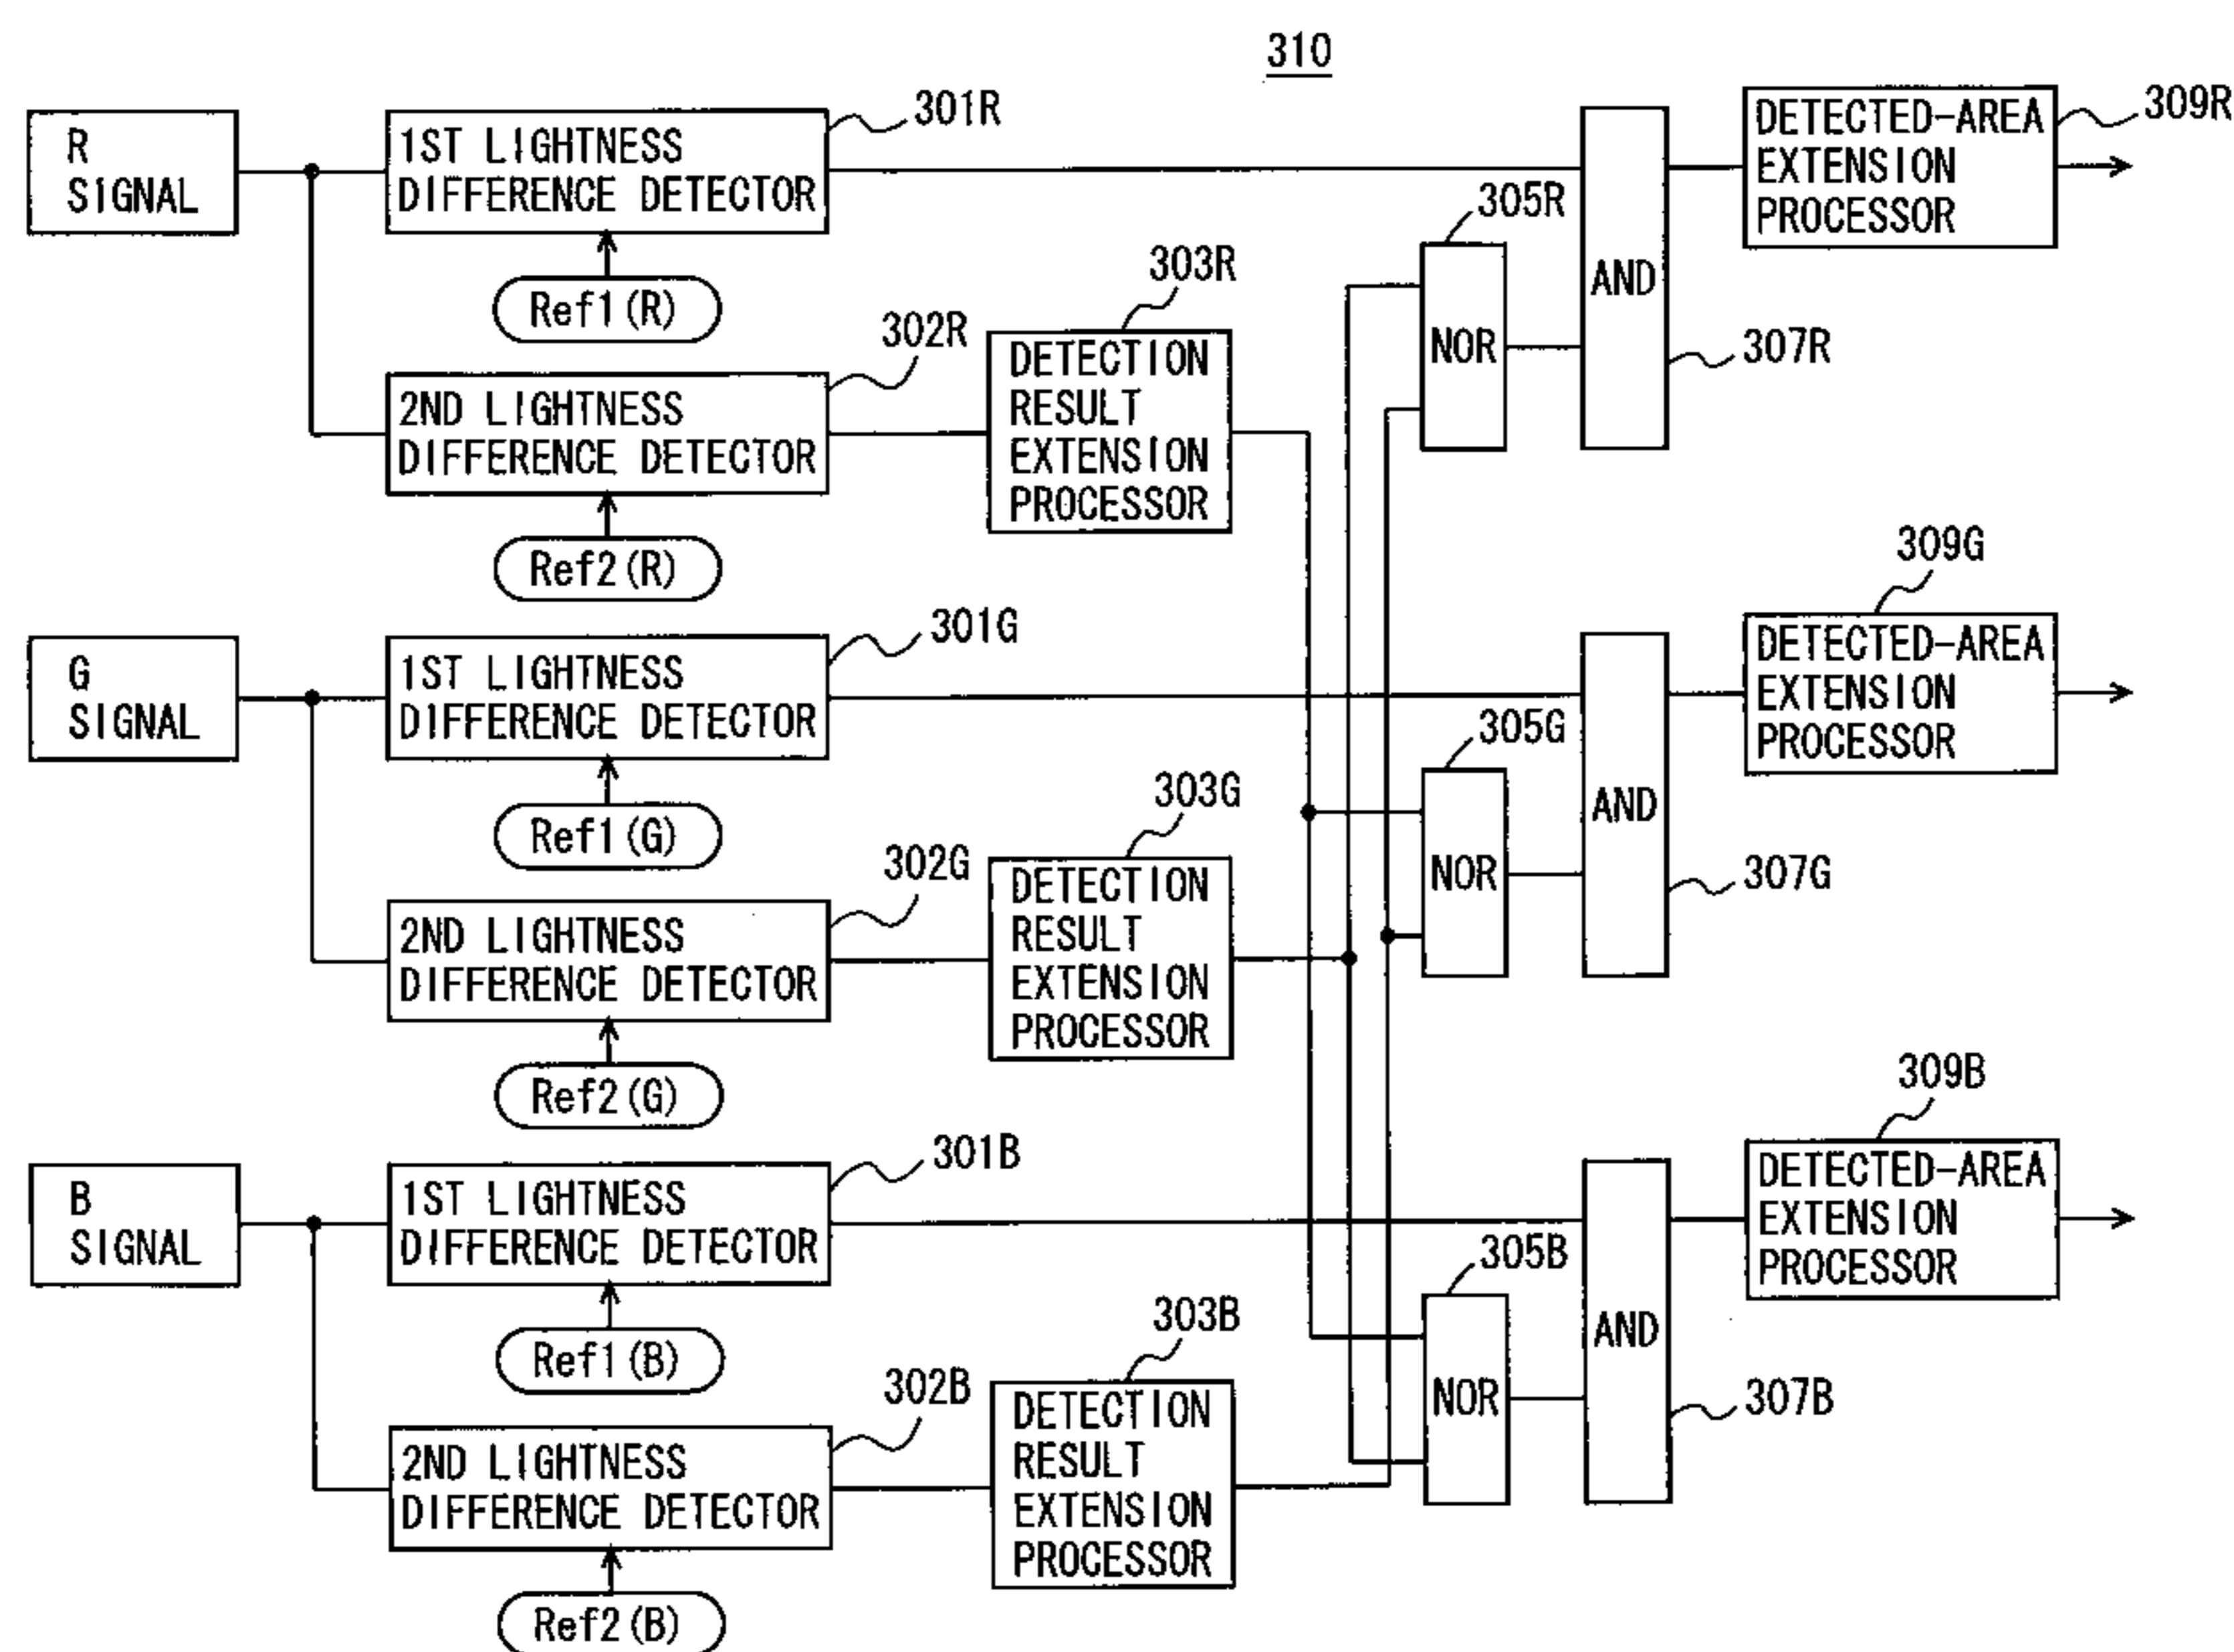 310
R
SIGNAL
1ST LIGHTNESS
DIFFERENCE DETECTOR
301R
Ref1(R)
2ND LIGHTNESS
DIFFERENCE DETECTOR
302R
Ref2(R)
DETECTION
RESULT
EXTENSION
PROCESSOR
303R
NOR
305R
AND
307R
DETECTED-AREA
EXTENSION
PROCESSOR
309R
G
SIGNAL
1ST LIGHTNESS
DIFFERENCE DETECTOR
301G
Ref1(G)
2ND LIGHTNESS
DIFFERENCE DETECTOR
302G
Ref2(G)
DETECTION
RESULT
EXTENSION
PROCESSOR
303G
NOR
305G
AND
307G
DETECTED-AREA
EXTENSION
PROCESSOR
309G
B
SIGNAL
1ST LIGHTNESS
DIFFERENCE DETECTOR
301B
Ref1(B)
2ND LIGHTNESS
DIFFERENCE DETECTOR
302B
Ref2(B)
DETECTION
RESULT
EXTENSION
PROCESSOR
303B
NOR
305B
AND
307B
DETECTED-AREA
EXTENSION
PROCESSOR
309B